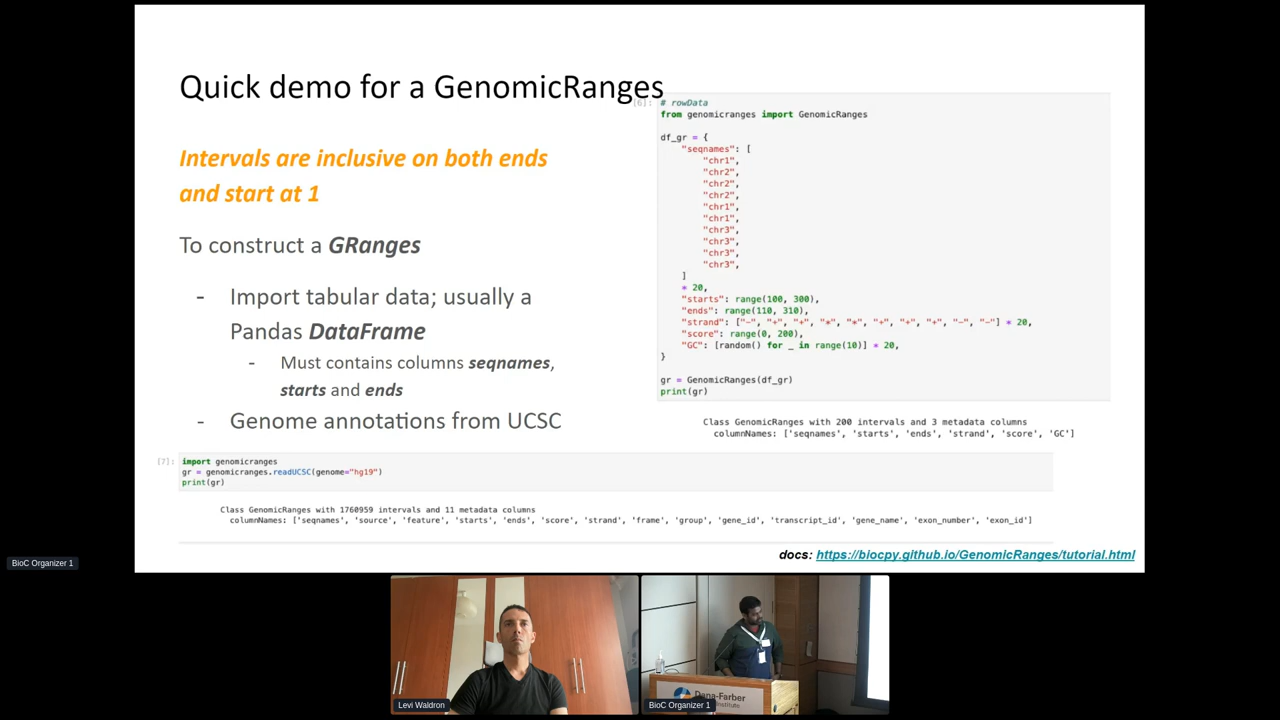 Quick demo for a GenomicRanges
Intervals are inclusive on both ends
and start at 1
To construct a GRanges
- Import tabular data; usually a
Pandas DataFrame
- Must contains columns seqnames,
starts and ends
- Genome annotations from UCSC
[6]:
# rowData
from genomicranges import GenomicRanges
df_gr = {
"seqnames": [
"chr1",
"chr2",
"chr2",
"chr2",
"chr1",
"chr1",
"chr3",
"chr3",
"chr3",
"chr3",
]
* 20,
"starts": range(100, 300),
"ends": range(110, 310),
"strand": ["-", "+", "+", "*", "*", "+", "+", "+", "-", "-"] * 20,
"score": range(0, 200),
"GC": [random() for _ in range(10)] * 20,
}
gr = GenomicRanges(df_gr)
print(gr)
Class GenomicRanges with 200 intervals and 3 metadata columns
columnNames: ['seqnames', 'starts', 'ends', 'strand', 'score', 'GC']
[7]:
import genomicranges
gr = genomicranges.readUCSC(genome="hg19")
print(gr)
Class GenomicRanges with 1760959 intervals and 11 metadata columns
columnNames: ['seqnames', 'source', 'feature', 'starts', 'ends', 'score', 'strand', 'frame', 'group', 'gene_id', 'transcript_id', 'gene_name', 'exon_number', 'exon_id']
docs: https://biocpy.github.io/GenomicRanges/tutorial.html
BioC Organizer 1
Levi Waldron
Dana-Farber
Institute
BioC Organizer 1